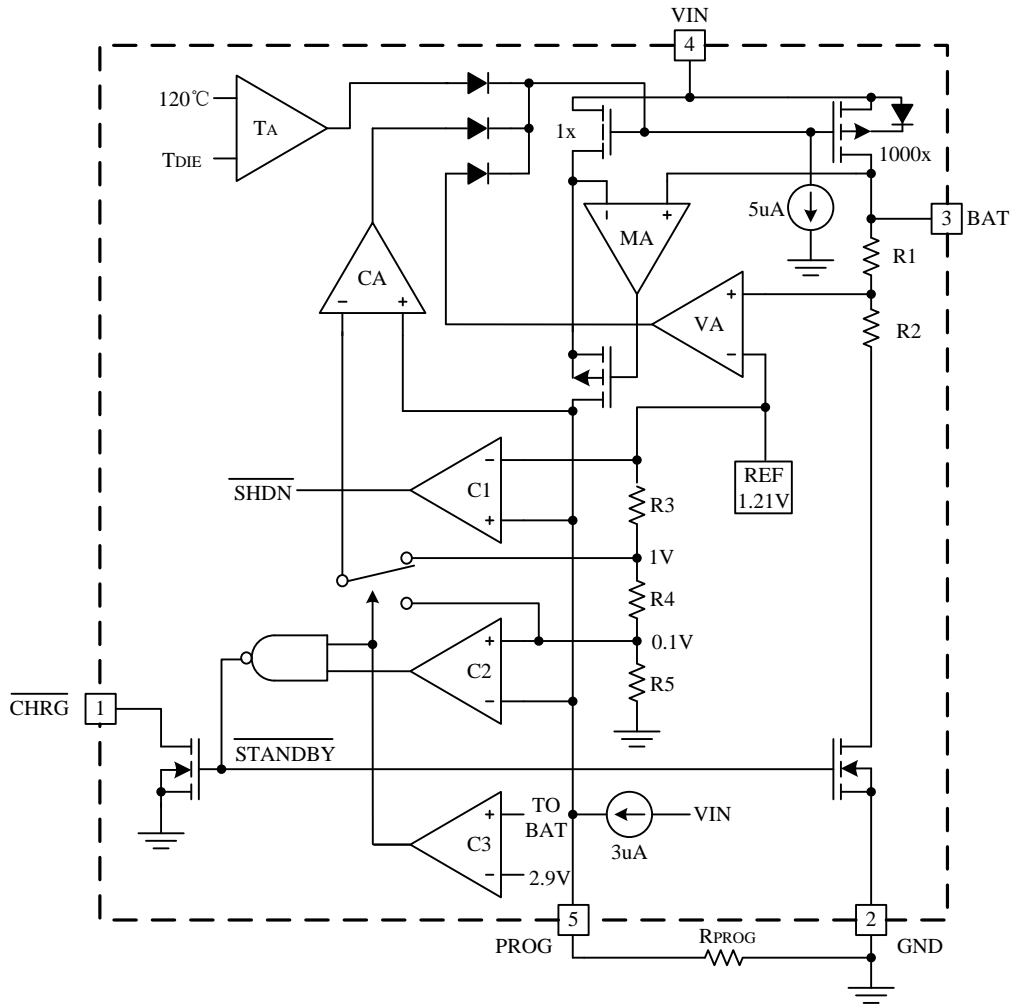 VIN
4
120℃
TA
TDIE
1x
1000x
5uA
3 BAT
MA
− +
R1
CA
− +
VA
+
−
R2
SHDN
C1
−
+
R3
REF
1.21V
1V
R4
0.1V
C2
+
−
R5
CHRG 1
STANDBY
C3
+ TO
BAT
− 2.9V
3uA
VIN
5
PROG
RPROG
2
GND